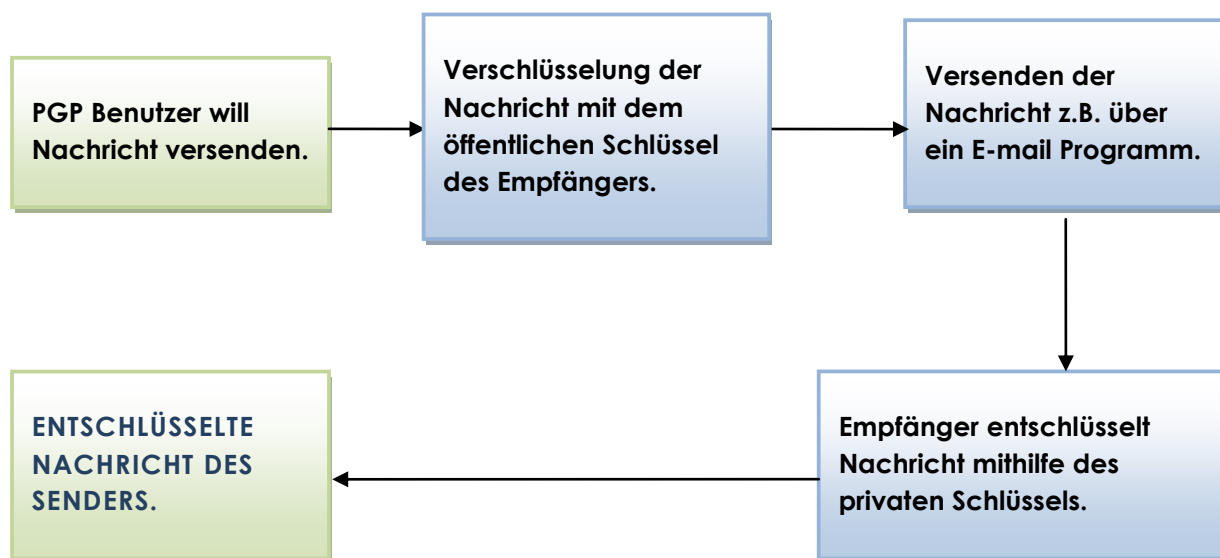 PGP Benutzer will
Nachricht versenden.
Verschlüsselung der
Nachricht mit dem
öffentlichen Schlüssel
des Empfängers.
Versenden der
Nachricht z.B. über
ein E-mail Programm.
Empfänger entschlüsselt
Nachricht mithilfe des
privaten Schlüssels.
ENTSCHLÜSSELTE
NACHRICHT DES
SENDERS.